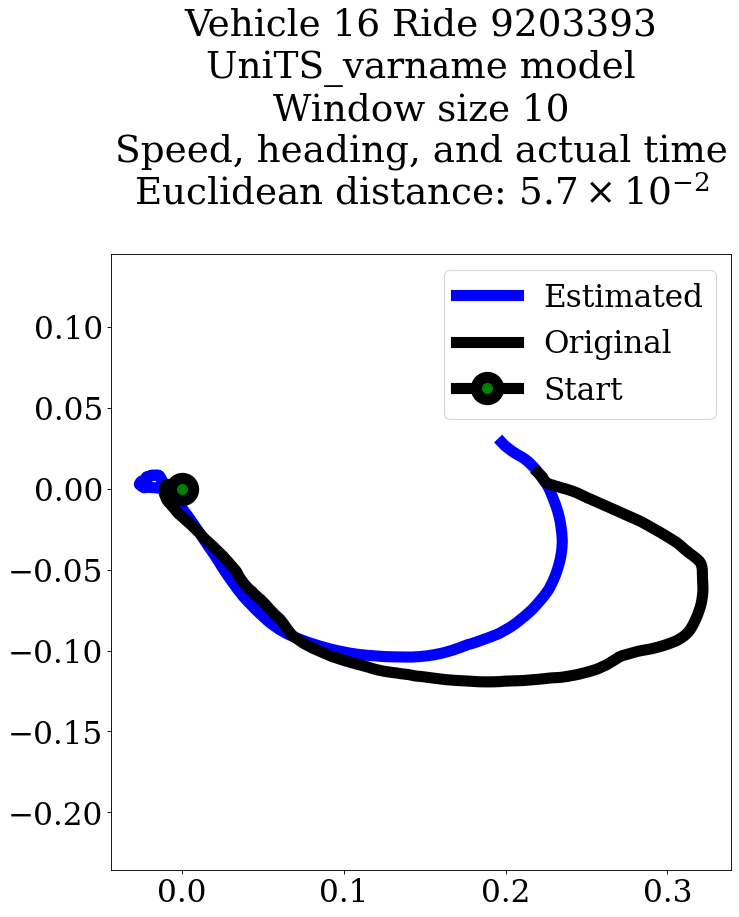 Vehicle 16 Ride 9203393
UniTS_varname model
Window size 10
Speed, heading, and actual time
Euclidean distance: 5.7 × 10⁻²
Estimated
Original
Start
0.10
0.05
0.00
−0.05
−0.10
−0.15
−0.20
0.0 0.1 0.2 0.3